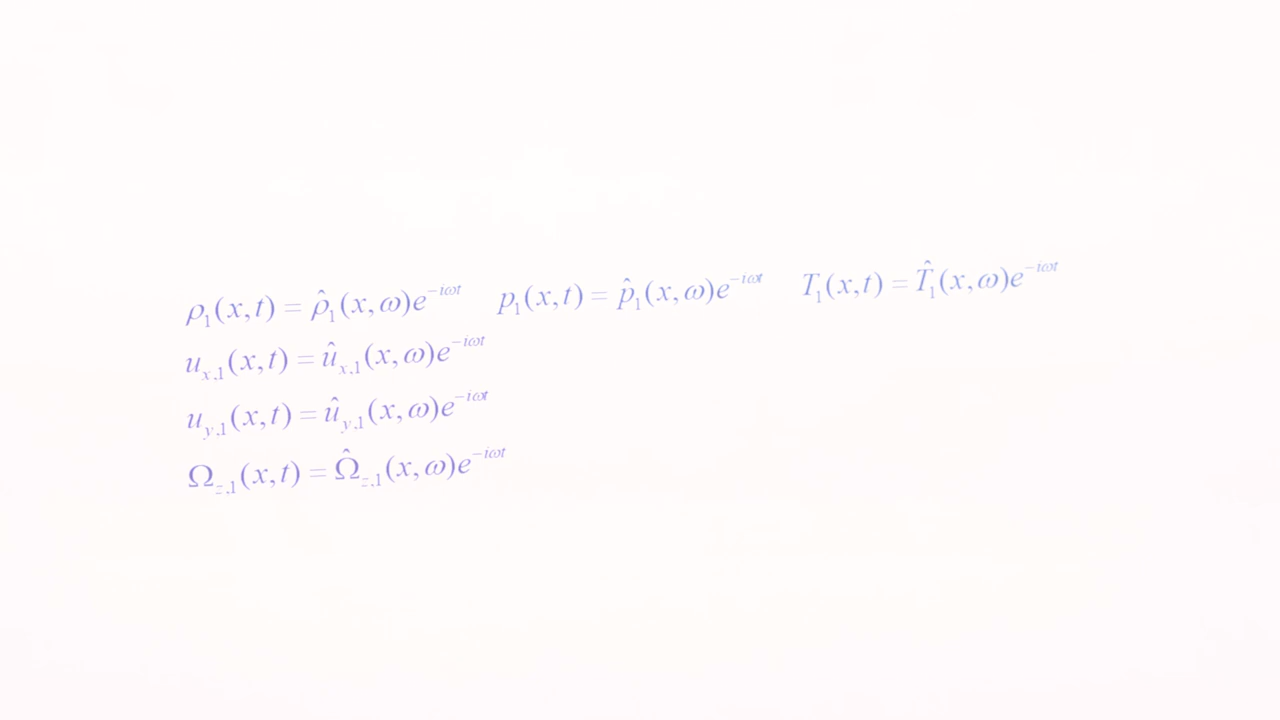 ρ₁(x,t) = ρ̂₁(x,ω)e^{−iωt} p₁(x,t) = p̂₁(x,ω)e^{−iωt} T₁(x,t) = T̂₁(x,ω)e^{−iωt}
u_{x,1}(x,t) = û_{x,1}(x,ω)e^{−iωt}
u_{y,1}(x,t) = û_{y,1}(x,ω)e^{−iωt}
Ω_{z,1}(x,t) = Ω̂_{z,1}(x,ω)e^{−iωt}